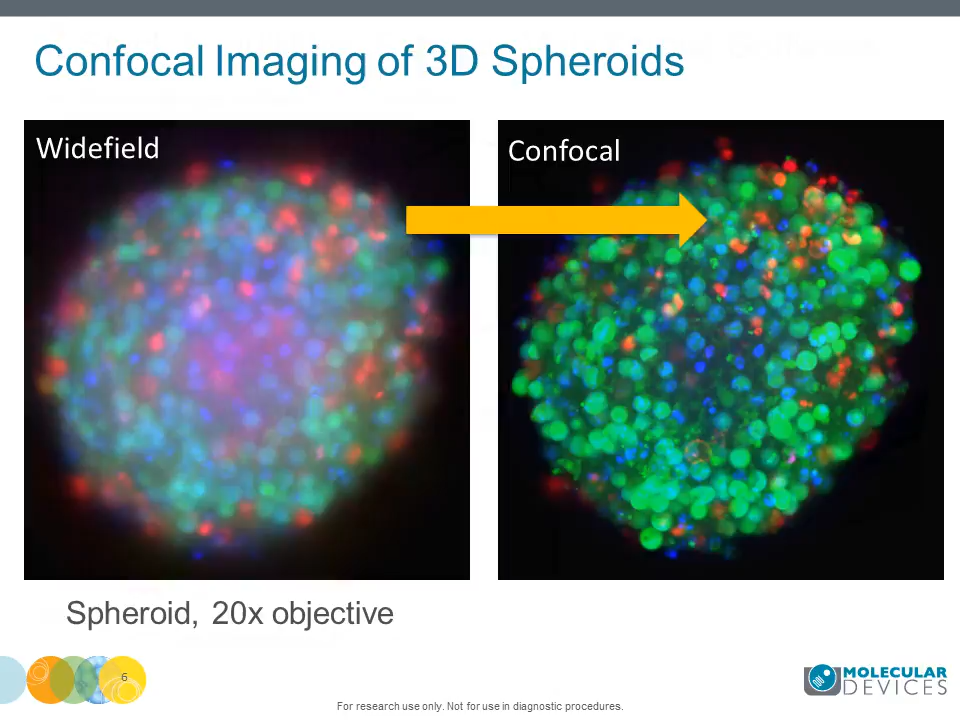 Confocal Imaging of 3D Spheroids
Widefield
Confocal
Spheroid, 20x objective
6
MOLECULAR
DEVICES
For research use only. Not for use in diagnostic procedures.